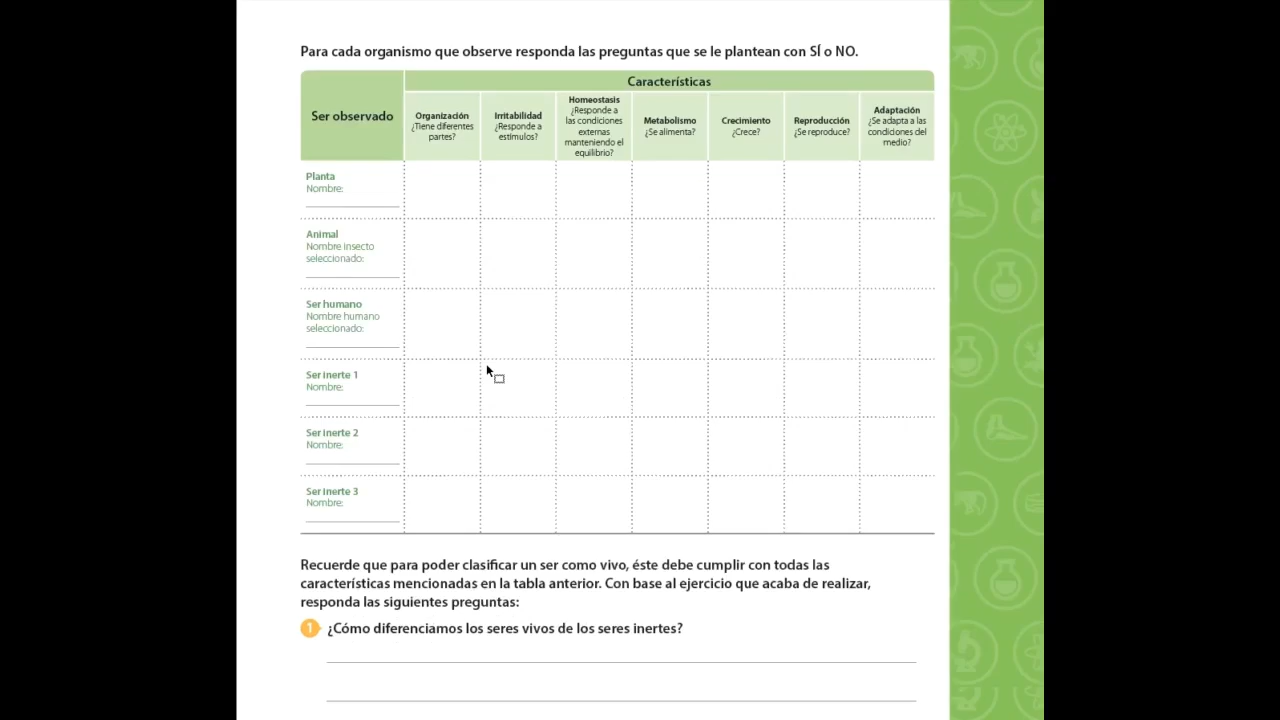 Para cada organismo que observe responda las preguntas que se le plantean con SÍ o NO.
Ser observado
Características
Organización
¿Tiene diferentes
partes?
Irritabilidad
¿Responde a
estímulos?
Homeostasis
¿Responde a
las condiciones
externas
manteniendo el
equilibrio?
Metabolismo
¿Se alimenta?
Crecimiento
¿Crece?
Reproducción
¿Se reproduce?
Adaptación
¿Se adapta a las
condiciones del
medio?
Planta
Nombre:
Animal
Nombre insecto
seleccionado:
Ser humano
Nombre humano
seleccionado:
Ser inerte 1
Nombre:
Ser inerte 2
Nombre:
Ser inerte 3
Nombre:
Recuerde que para poder clasificar un ser como vivo, éste debe cumplir con todas las
características mencionadas en la tabla anterior. Con base al ejercicio que acaba de realizar,
responda las siguientes preguntas:
1 ¿Cómo diferenciamos los seres vivos de los seres inertes?